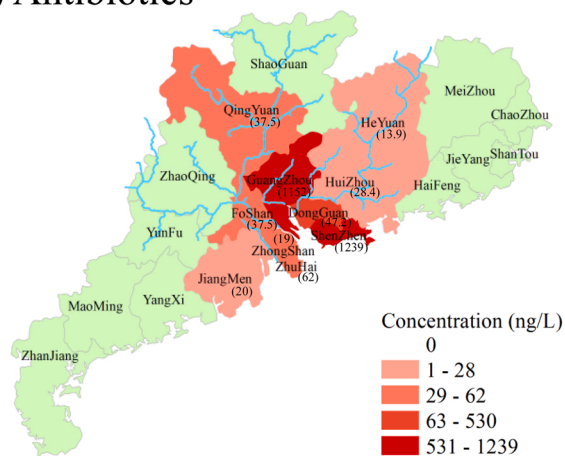 Antibiotics
ShaoGuan
MeiZhou
QingYuan
(37.5)
ChaoZhou
HeYuan
(13.9)
JieYang
ShanTou
ZhaoQing
GuangZhou
(1152)
HuiZhou
(28.4)
HaiFeng
FoShan
(37.5)
DongGuan
(47.2)
YunFu
(19)
ZhongShan
ShenZhen
(1239)
ZhuHai
(62)
JiangMen
(20)
YangXi
MaoMing
ZhanJiang
Concentration (ng/L)
0
1 - 28
29 - 62
63 - 530
531 - 1239